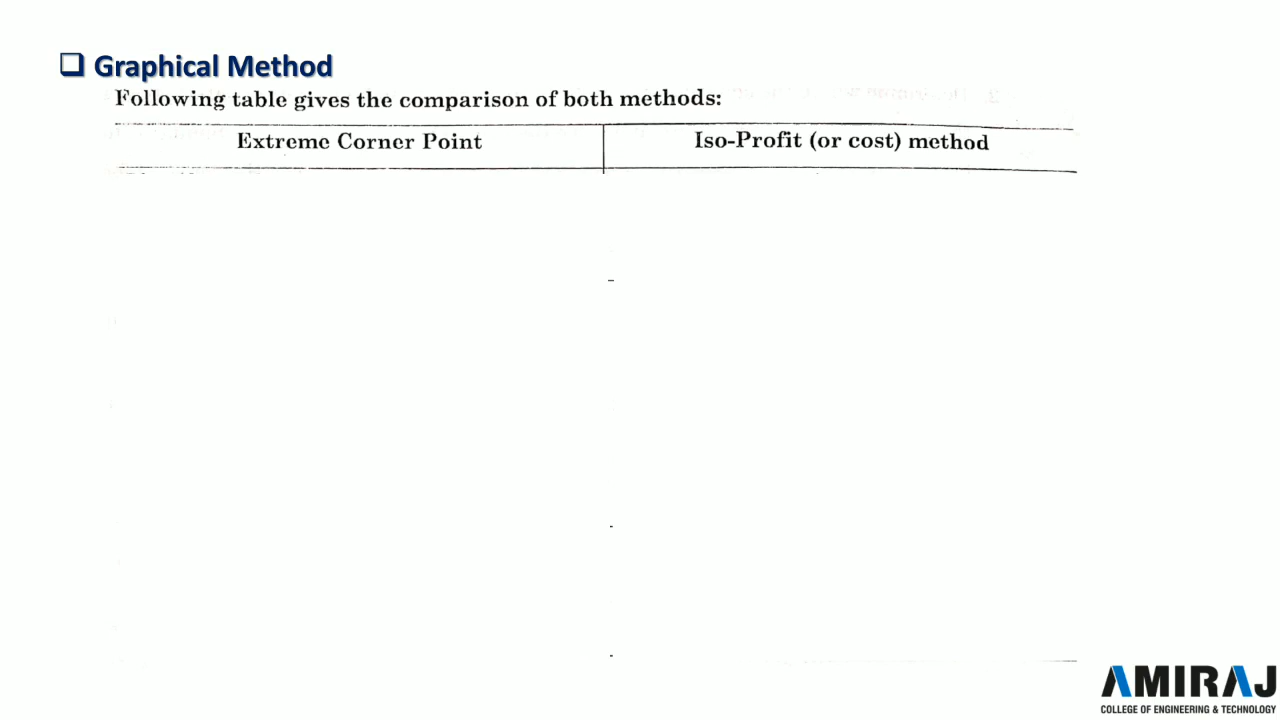 Graphical Method
Following table gives the comparison of both methods:
Extreme Corner Point
Iso-Profit (or cost) method
AMIRAJ
COLLEGE OF ENGINEERING & TECHNOLOGY